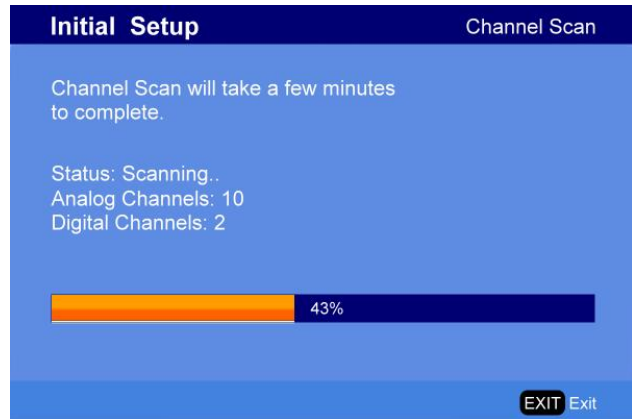 Initial Setup
Channel Scan
Channel Scan will take a few minutes
to complete.
Status: Scanning..
Analog Channels: 10
Digital Channels: 2
43%
EXIT Exit